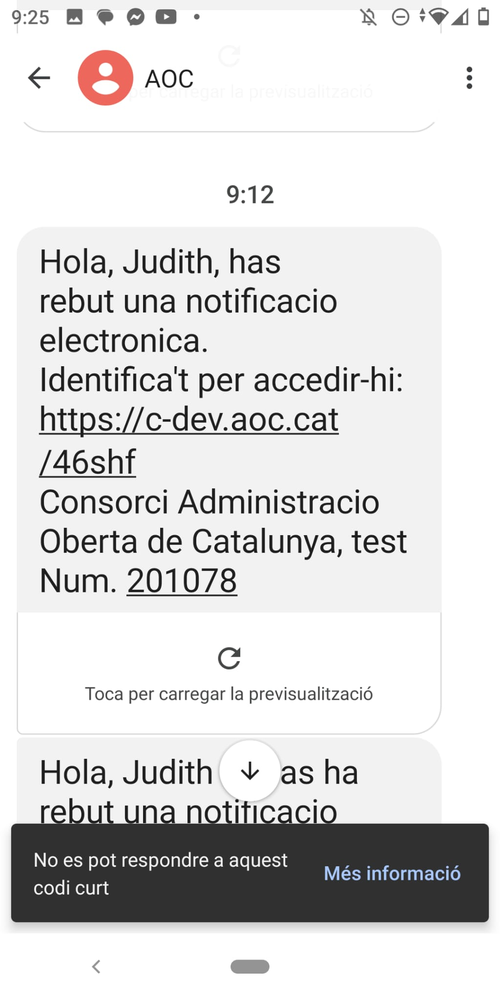 9:25
AOC
per carregar la previsualització
9:12
Hola, Judith, has
rebut una notificacio
electronica.
Identifica't per accedir-hi:
https://c-dev.aoc.cat
/46shf
Consorci Administracio
Oberta de Catalunya, test
Num. 201078
Toca per carregar la previsualització
Hola, Judith as ha
rebut una notificacio
No es pot respondre a aquest
codi curt
Més informació